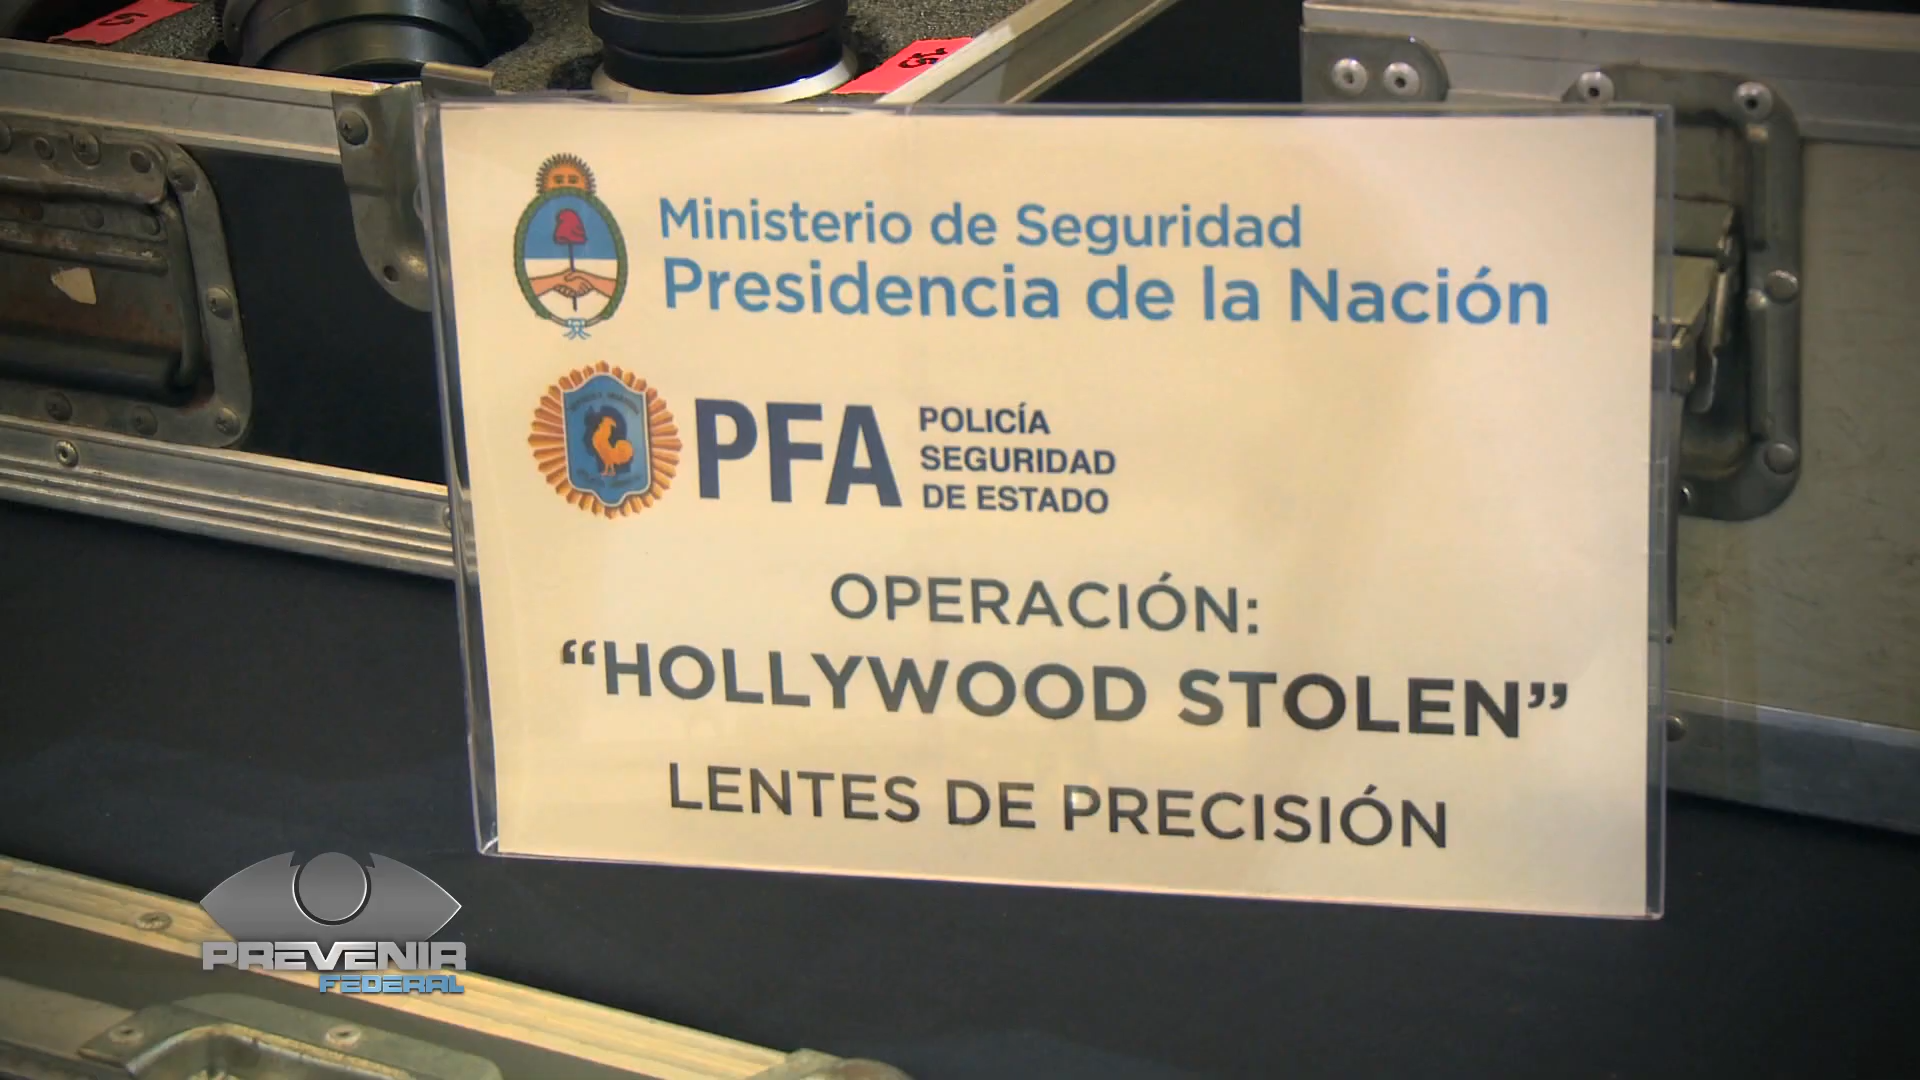 Ministerio de Seguridad
Presidencia de la Nación
PFA
POLICÍA
SEGURIDAD
DE ESTADO
OPERACIÓN:
“HOLLYWOOD STOLEN”
LENTES DE PRECISIÓN
PREVENIR
FEDERAL